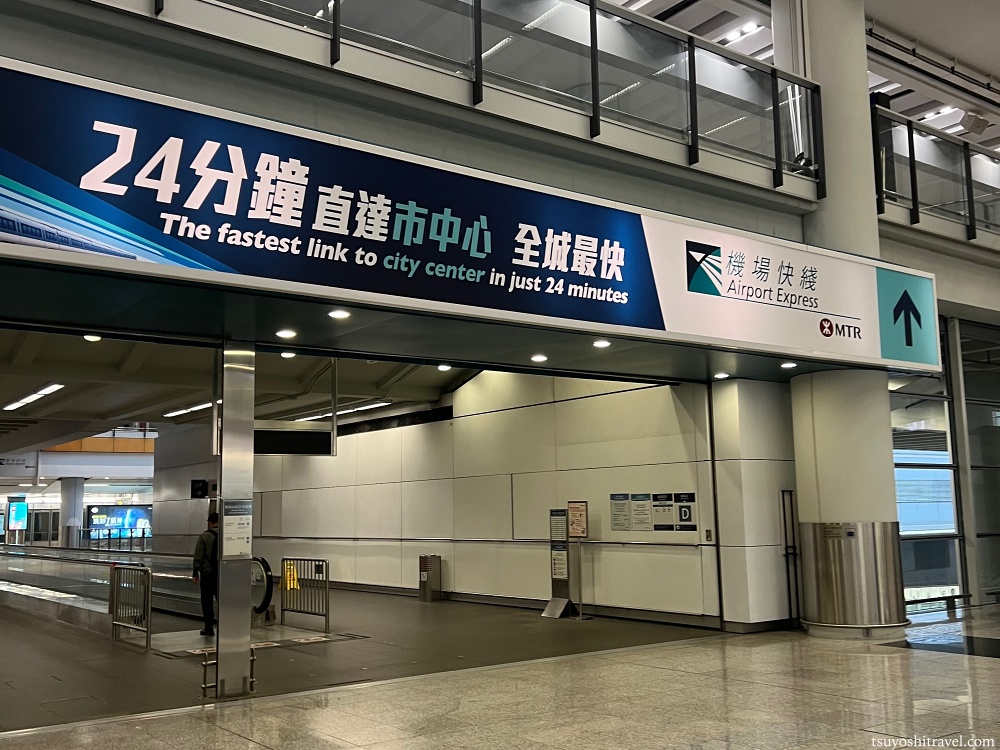 24分鐘直達市中心 全城最快
The fastest link to city center in just 24 minutes
機場快綫
Airport Express
MTR
D
tsuyoshitravel.com